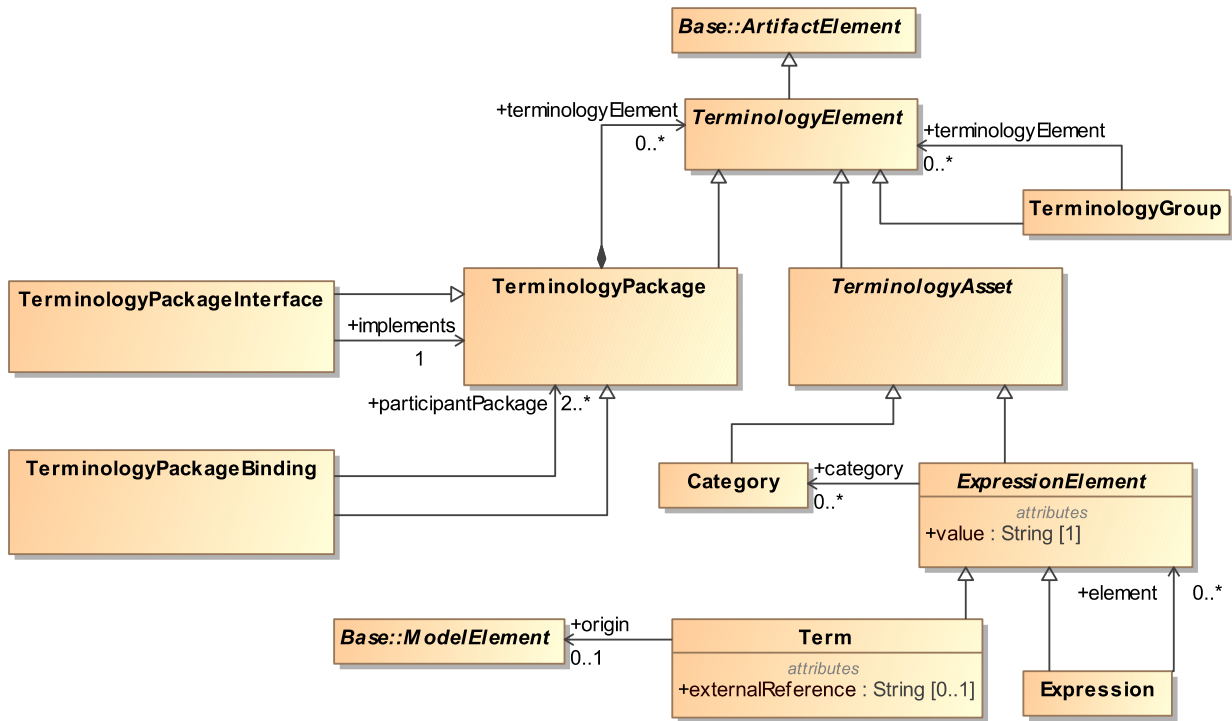 Base::ArtifactElement
+terminologyElement
0..*
TerminologyElement
+terminologyElement
0..*
TerminologyGroup
TerminologyPackageInterface
+implements
1
TerminologyPackage
TerminologyAsset
+participantPackage
2..*
TerminologyPackageBinding
Category
+category
0..*
ExpressionElement
attributes
+value : String [1]
+element
0..*
Base::ModelElement
+origin
0..1
Term
attributes
+externalReference : String [0..1]
Expression